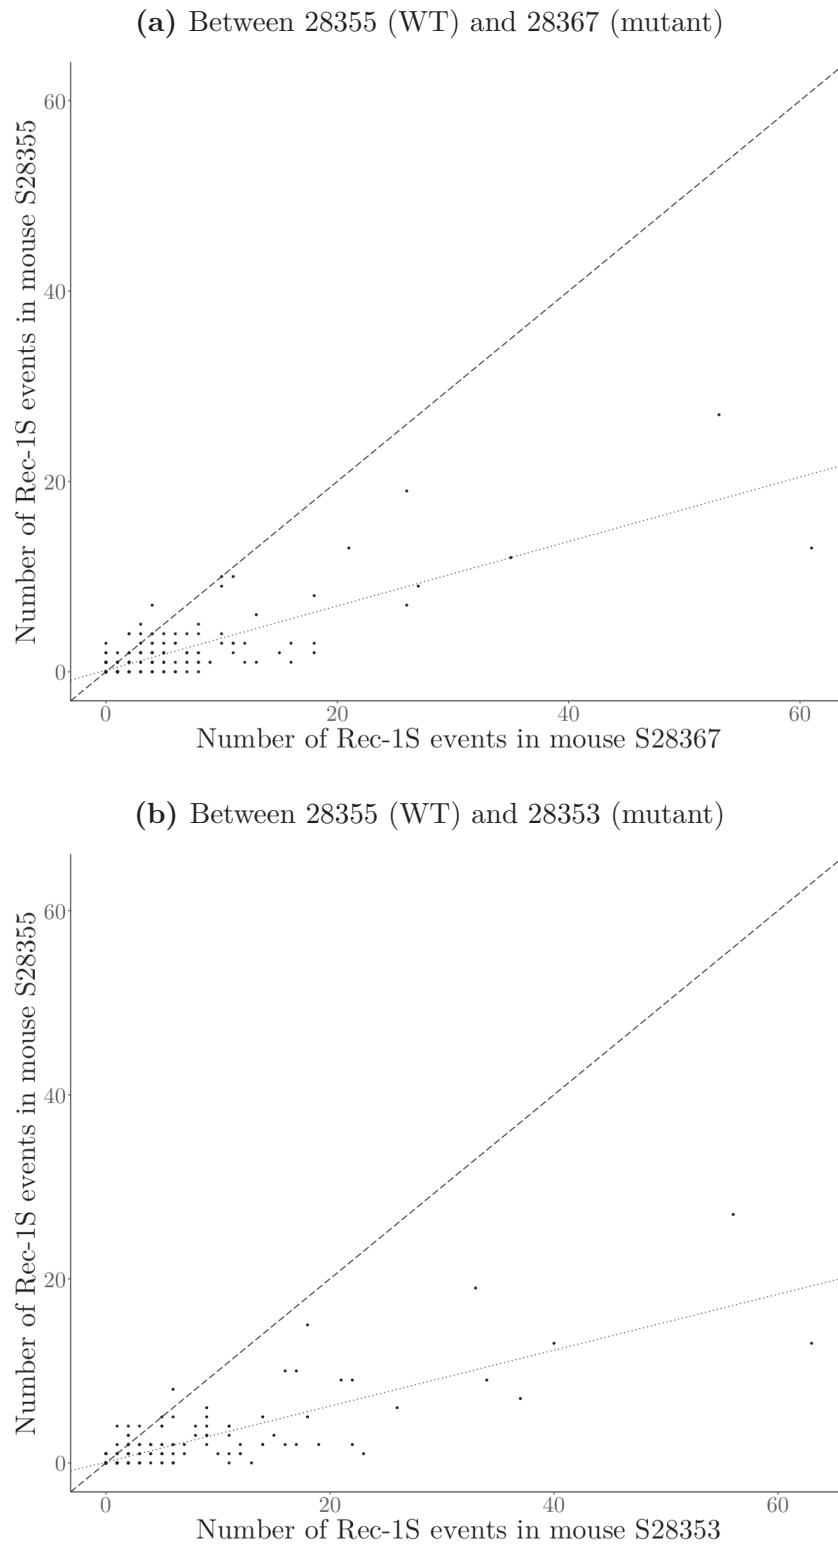 (a) Between 28355 (WT) and 28367 (mutant)
Number of Rec-1S events in mouse S28355
60
40
20
0
0 20 40 60
Number of Rec-1S events in mouse S28367
(b) Between 28355 (WT) and 28353 (mutant)
Number of Rec-1S events in mouse S28355
60
40
20
0
0 20 40 60
Number of Rec-1S events in mouse S28353